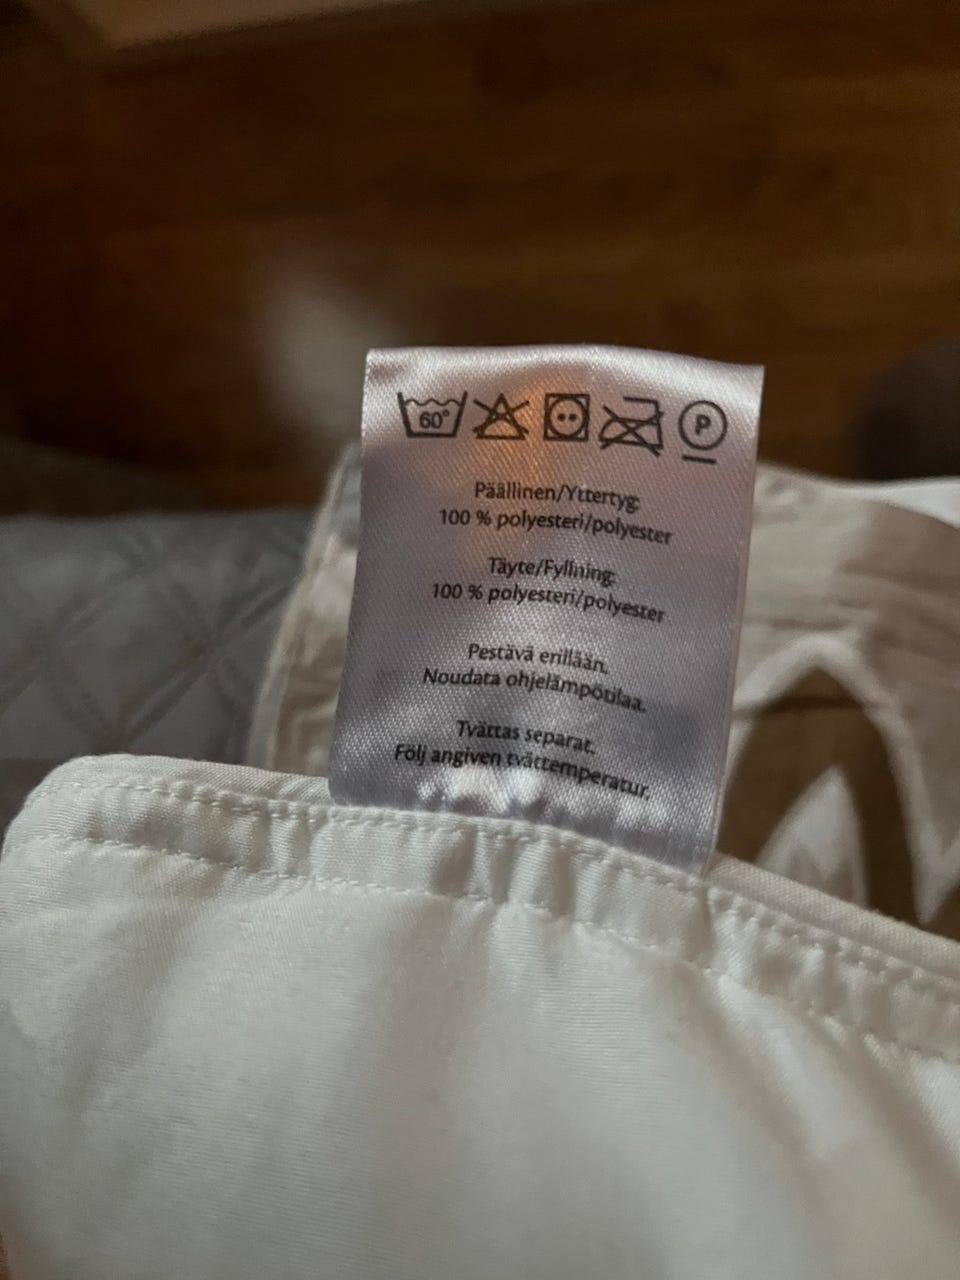 60°
P
Päällinen/Yttertyg:
100 % polyesteri/polyester
Täyte/Fyllning:
100 % polyesteri/polyester
Pestävä erillään.
Noudata ohjelämpötilaa.
Tvättas separat.
Följ angiven tvättemperatur.